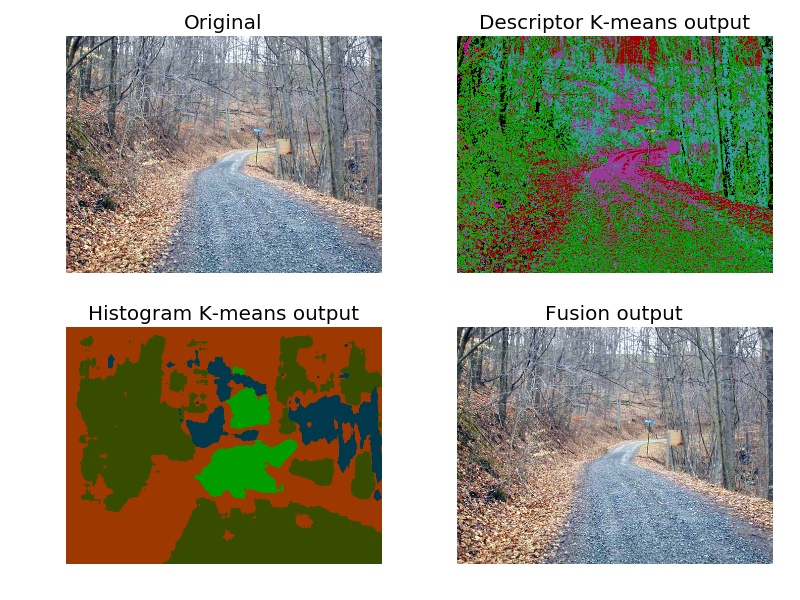 Original
Descriptor K-means output
Histogram K-means output
Fusion output